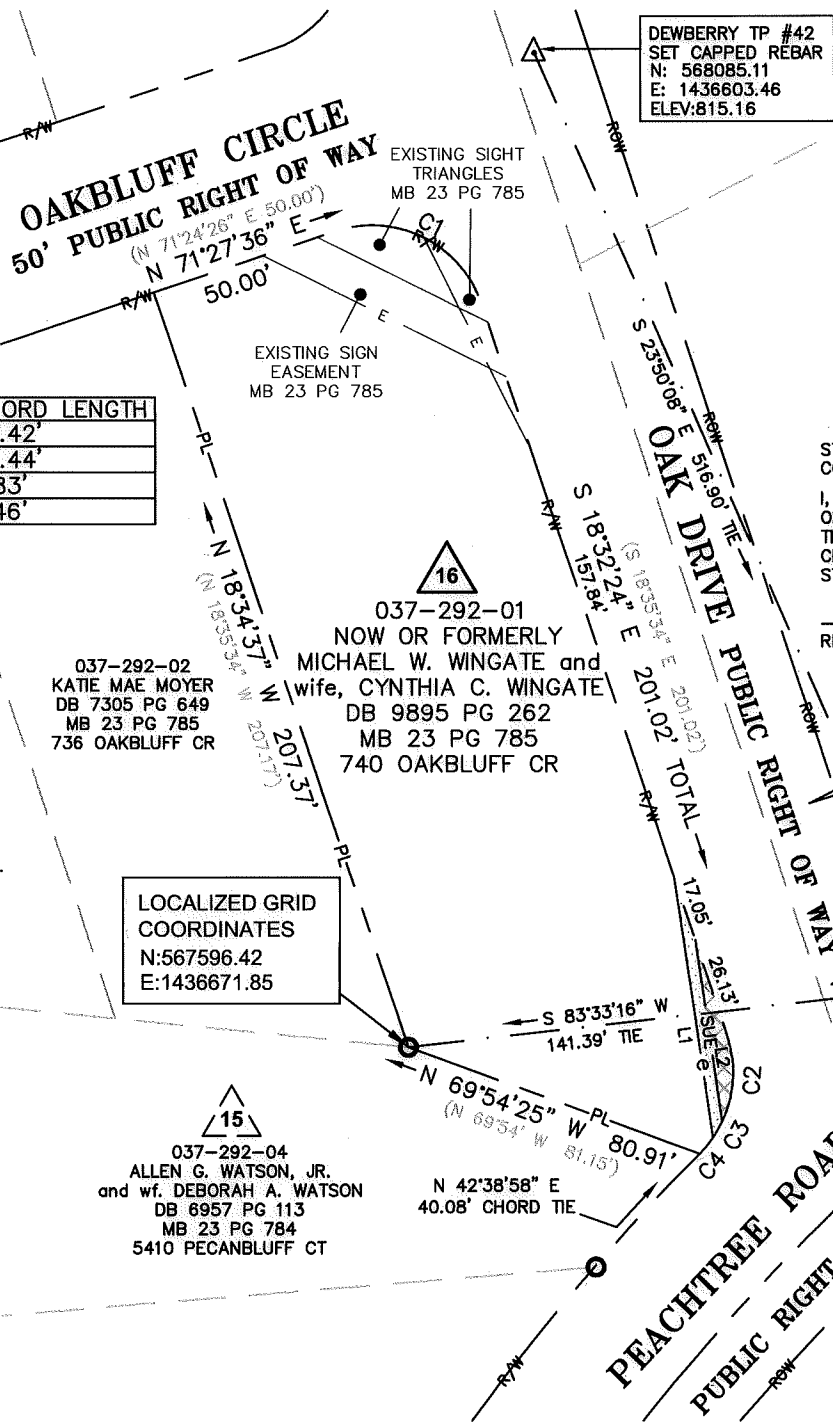 DEWBERRY TP #42
SET CAPPED REBAR
N: 568085.11
E: 1436603.46
ELEV:815.16
R/W
ROW
OAKBLUFF CIRCLE
50' PUBLIC RIGHT OF WAY
(N 71°24'26" E 50.00')
N 71°27'36" E
50.00'
R/W
EXISTING SIGHT
TRIANGLES
MB 23 PG 785
C1
R/W
E
E
EXISTING SIGN
EASEMENT
MB 23 PG 785
ORD LENGTH
.42'
.44'
83'
46'
PL
N 18°34'37" W 207.37'
(N 18°35'34" W 207.17')
PL
S 23°50'08" E 516.90' TIE
ROW
ROW
OAK DRIVE PUBLIC RIGHT OF WAY
R/W
S 18°32'24" E 201.02' TOTAL
157.84'
(S 18°35'34" E 201.02')
R/W
16
037-292-01
NOW OR FORMERLY
MICHAEL W. WINGATE and
wife, CYNTHIA C. WINGATE
DB 9895 PG 262
MB 23 PG 785
740 OAKBLUFF CR
037-292-02
KATIE MAE MOYER
DB 7305 PG 649
MB 23 PG 785
736 OAKBLUFF CR
LOCALIZED GRID
COORDINATES
N:567596.42
E:1436671.85
17.05'
26.13'
S 83°33'16" W
141.39' TIE
L1
e
SUE
L2
C2
C3
C4
N 69°54'25" W 80.91'
PL
(N 69°54' W 81.15')
15
037-292-04
ALLEN G. WATSON, JR.
and wf. DEBORAH A. WATSON
DB 6957 PG 113
MB 23 PG 784
5410 PECANBLUFF CT
N 42°38'58" E
40.08' CHORD TIE
R/W
PEACHTREE ROAD
PUBLIC RIGHT
ROW